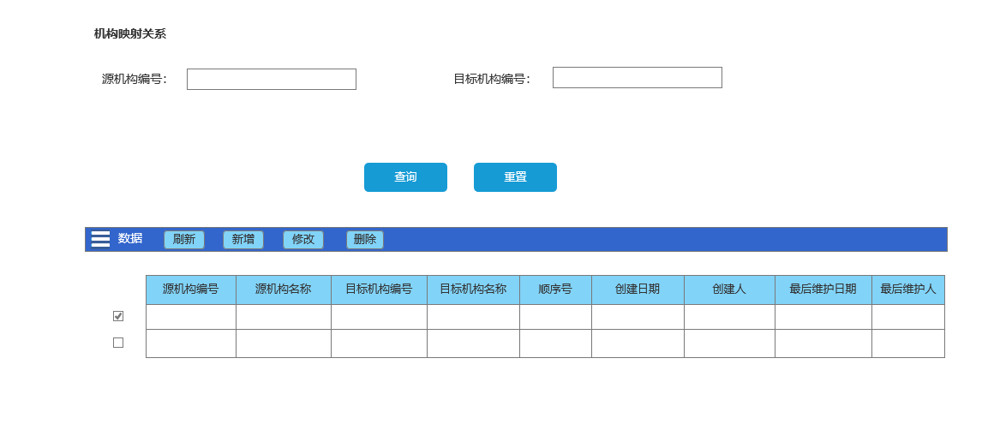 机构映射关系
源机构编号： 目标机构编号：
查询 重置
数据 刷新 新增 修改 删除
源机构编号 源机构名称 目标机构编号 目标机构名称 顺序号 创建日期 创建人 最后维护日期 最后维护人